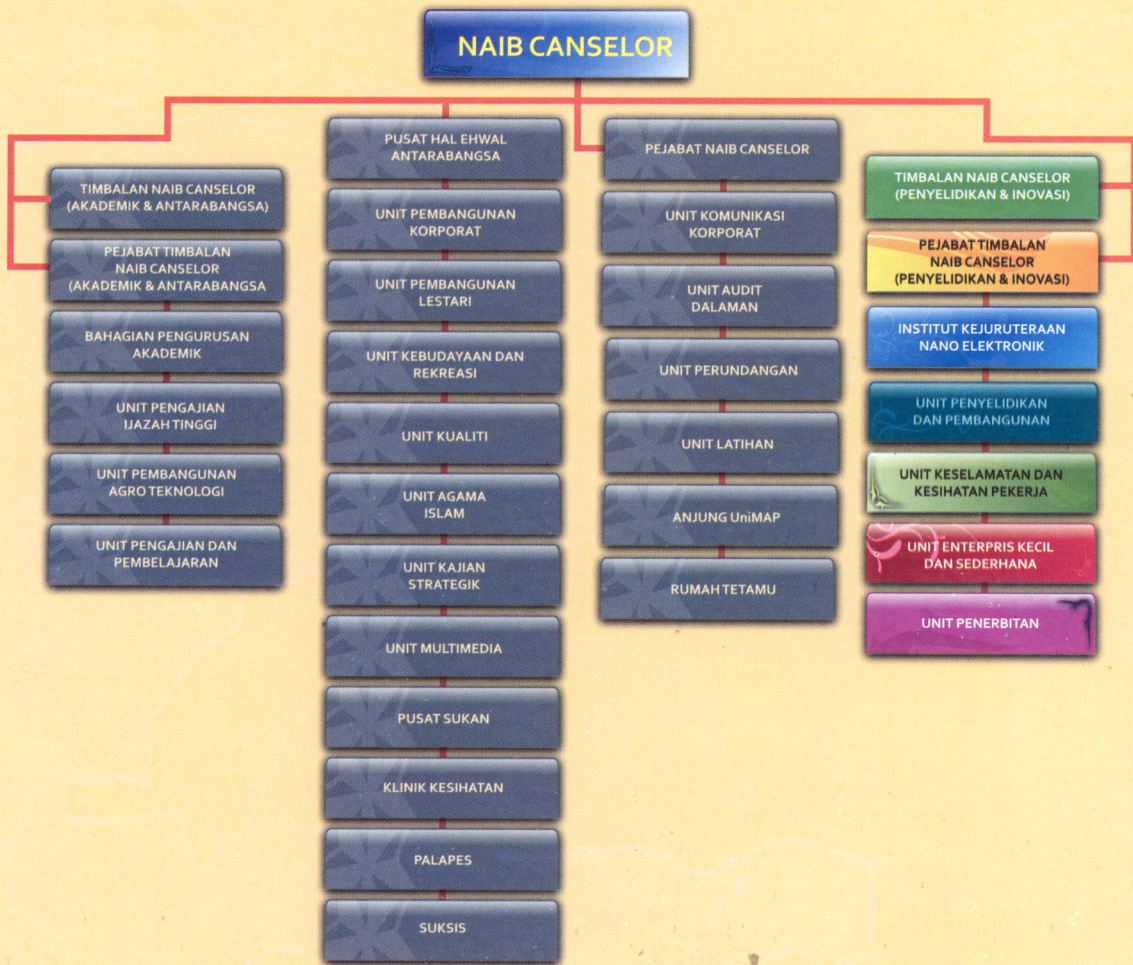 NAIB CANSELOR
TIMBALAN NAIB CANSELOR
(AKADEMIK & ANTARABANGSA)
PEJABAT TIMBALAN
NAIB CANSELOR
(AKADEMIK & ANTARABANGSA
BAHAGIAN PENGURUSAN
AKADEMIK
UNIT PENGAJIAN
IJAZAH TINGGI
UNIT PEMBANGUNAN
AGRO TEKNOLOGI
UNIT PENGAJIAN DAN
PEMBELAJARAN
PUSAT HAL EHWAL
ANTARABANGSA
UNIT PEMBANGUNAN
KORPORAT
UNIT PEMBANGUNAN
LESTARI
UNIT KEBUDAYAAN DAN
REKREASI
UNIT KUALITI
UNIT AGAMA
ISLAM
UNIT KAJIAN
STRATEGIK
UNIT MULTIMEDIA
PUSAT SUKAN
KLINIK KESIHATAN
PALAPES
SUKSIS
PEJABAT NAIB CANSELOR
UNIT KOMUNIKASI
KORPORAT
UNIT AUDIT
DALAMAN
UNIT PERUNDANGAN
UNIT LATIHAN
ANJUNG UniMAP
RUMAH TETAMU
TIMBALAN NAIB CANSELOR
(PENYELIDIKAN & INOVASI)
PEJABAT TIMBALAN
NAIB CANSELOR
(PENYELIDIKAN & INOVASI)
INSTITUT KEJURUTERAAN
NANO ELEKTRONIK
UNIT PENYELIDIKAN
DAN PEMBANGUNAN
UNIT KESELAMATAN DAN
KESIHATAN PEKERJA
UNIT ENTERPRIS KECIL
DAN SEDERHANA
UNIT PENERBITAN